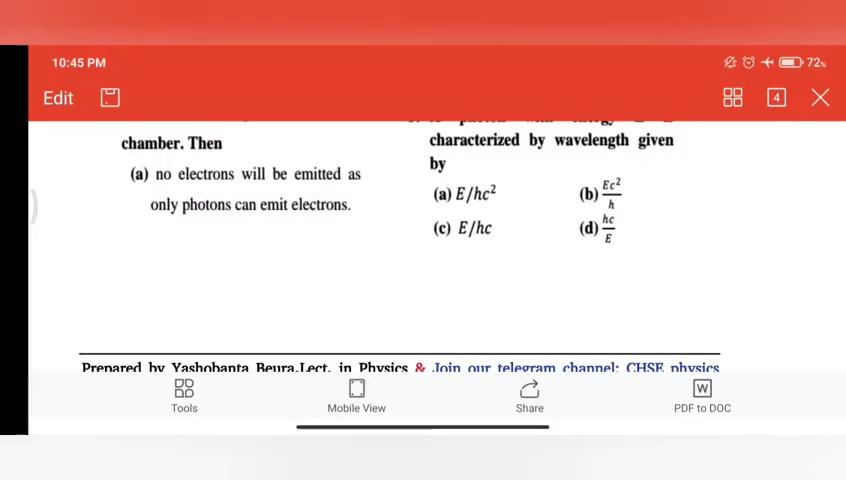 10:45 PM
72%
Edit
4
chamber. Then
(a) no electrons will be emitted as
only photons can emit electrons.
characterized by wavelength given
by
(a) E/hc²
(b) Ec²/h
(c) E/hc
(d) hc/E
Prepared by Yashobanta Beura,Lect. in Physics & Join our telegram channel: CHSE physics
Tools
Mobile View
Share
W
PDF to DOC